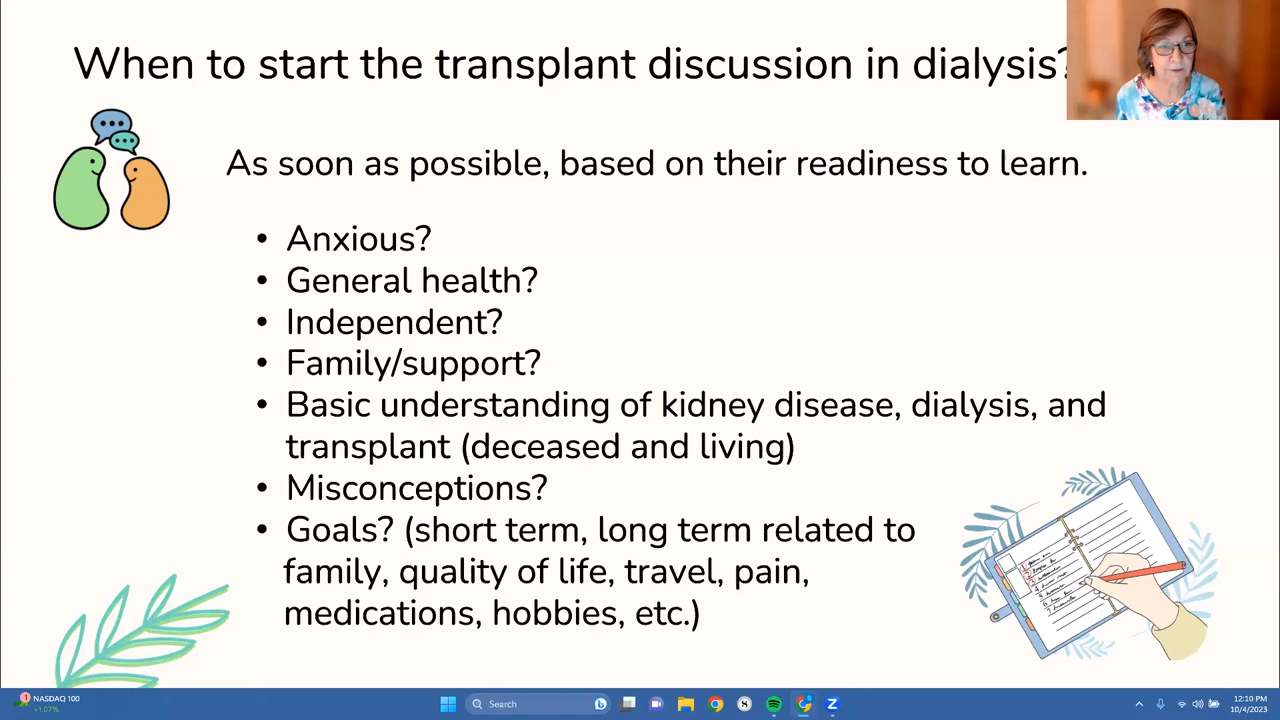 When to start the transplant discussion in dialysis?
As soon as possible, based on their readiness to learn.
• Anxious?
• General health?
• Independent?
• Family/support?
• Basic understanding of kidney disease, dialysis, and
transplant (deceased and living)
• Misconceptions?
• Goals? (short term, long term related to
family, quality of life, travel, pain,
medications, hobbies, etc.)
1
NASDAQ 100
+1.07%
Search
12:10 PM
10/4/2023